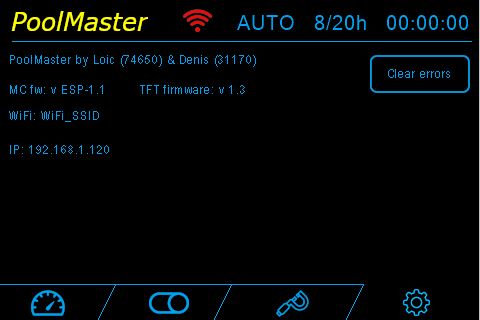 PoolMaster AUTO 8/20h 00:00:00
PoolMaster by Loic (74650) & Denis (31170)
Clear errors
MC fw: v ESP-1.1 TFT firmware: v 1.3
WiFi: WiFi_SSID
IP: 192.168.1.120